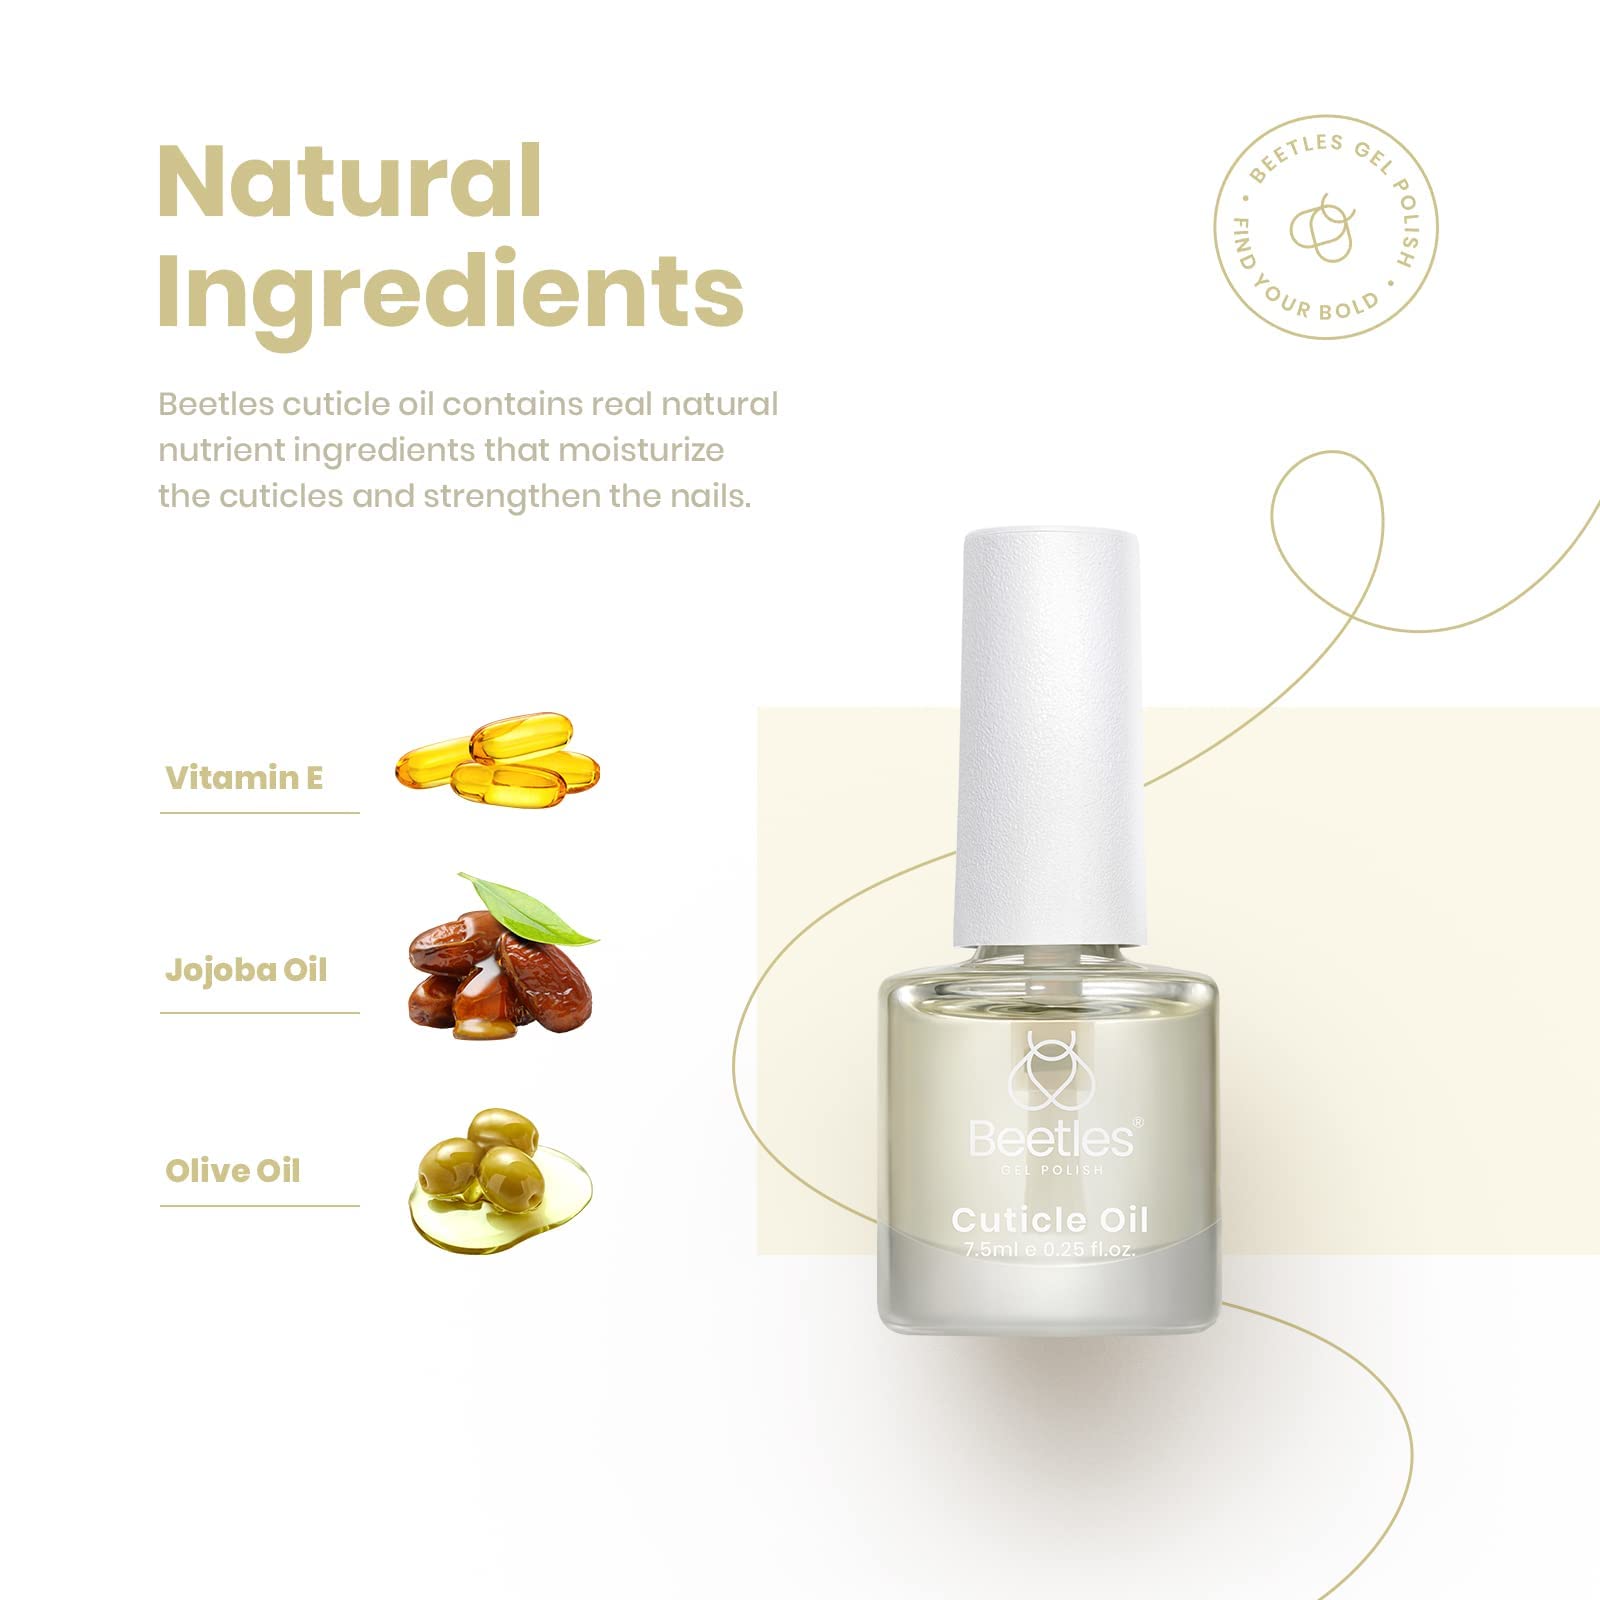 Natural
Ingredients
Beetles cuticle oil contains real natural
nutrient ingredients that moisturize
the cuticles and strengthen the nails.
BEETLES GEL POLISH • FIND YOUR BOLD •
Vitamin E
Jojoba Oil
Olive Oil
Beetles®
GEL POLISH
Cuticle Oil
7.5ml e 0.25 fl.oz.